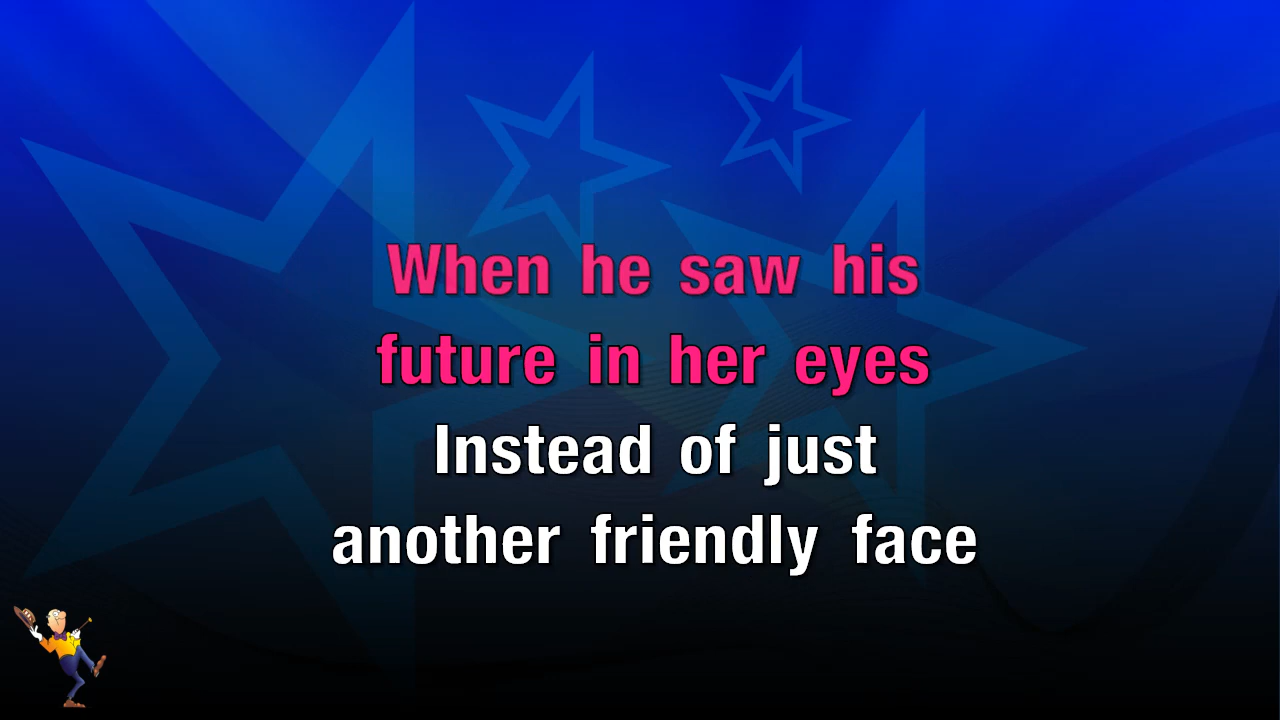 When he saw his
future in her eyes
Instead of just
another friendly face